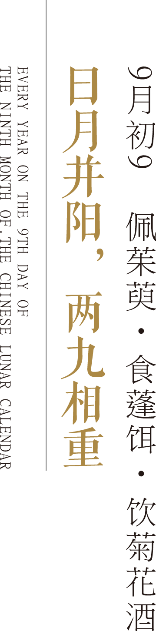 9月初9 佩茱萸·食蓬饵·饮菊花酒
日月并阳，两九相重
EVERY YEAR ON THE 9TH DAY OF
THE NINTH MONTH OF,THE CHINESE LUNAR CALENDAR